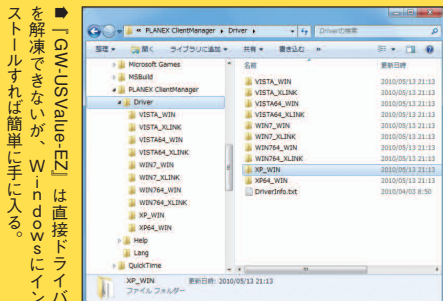 ➡『GW-USValue-EZ』は直接ドライバ
を解凍できないが、Windowsにイン
ストールすれば簡単に手に入る。
« PLANEX ClientManager ▸ Driver ▸
Driverの検索
整理 ▾ 開く ライブラリに追加 ▾ 共有 ▾ 書き込む »
Microsoft Games
MSBuild
PLANEX ClientManager
Driver
VISTA_WIN
VISTA_XLINK
VISTA64_WIN
VISTA64_XLINK
WIN7_WIN
WIN7_XLINK
WIN764_WIN
WIN764_XLINK
XP_WIN
XP64_WIN
Help
Lang
QuickTime
名前 更新日時
VISTA_WIN 2010/05/13 21:13
VISTA_XLINK 2010/05/13 21:13
VISTA64_WIN 2010/05/13 21:13
VISTA64_XLINK 2010/05/13 21:13
WIN7_WIN 2010/05/13 21:13
WIN7_XLINK 2010/05/13 21:13
WIN764_WIN 2010/05/13 21:13
WIN764_XLINK 2010/05/13 21:13
XP_WIN 2010/05/13 21:13
XP64_WIN 2010/05/13 21:13
DriverInfo.txt 2010/04/03 8:50
XP_WIN 更新日時: 2010/05/13 21:13
ファイル フォルダー